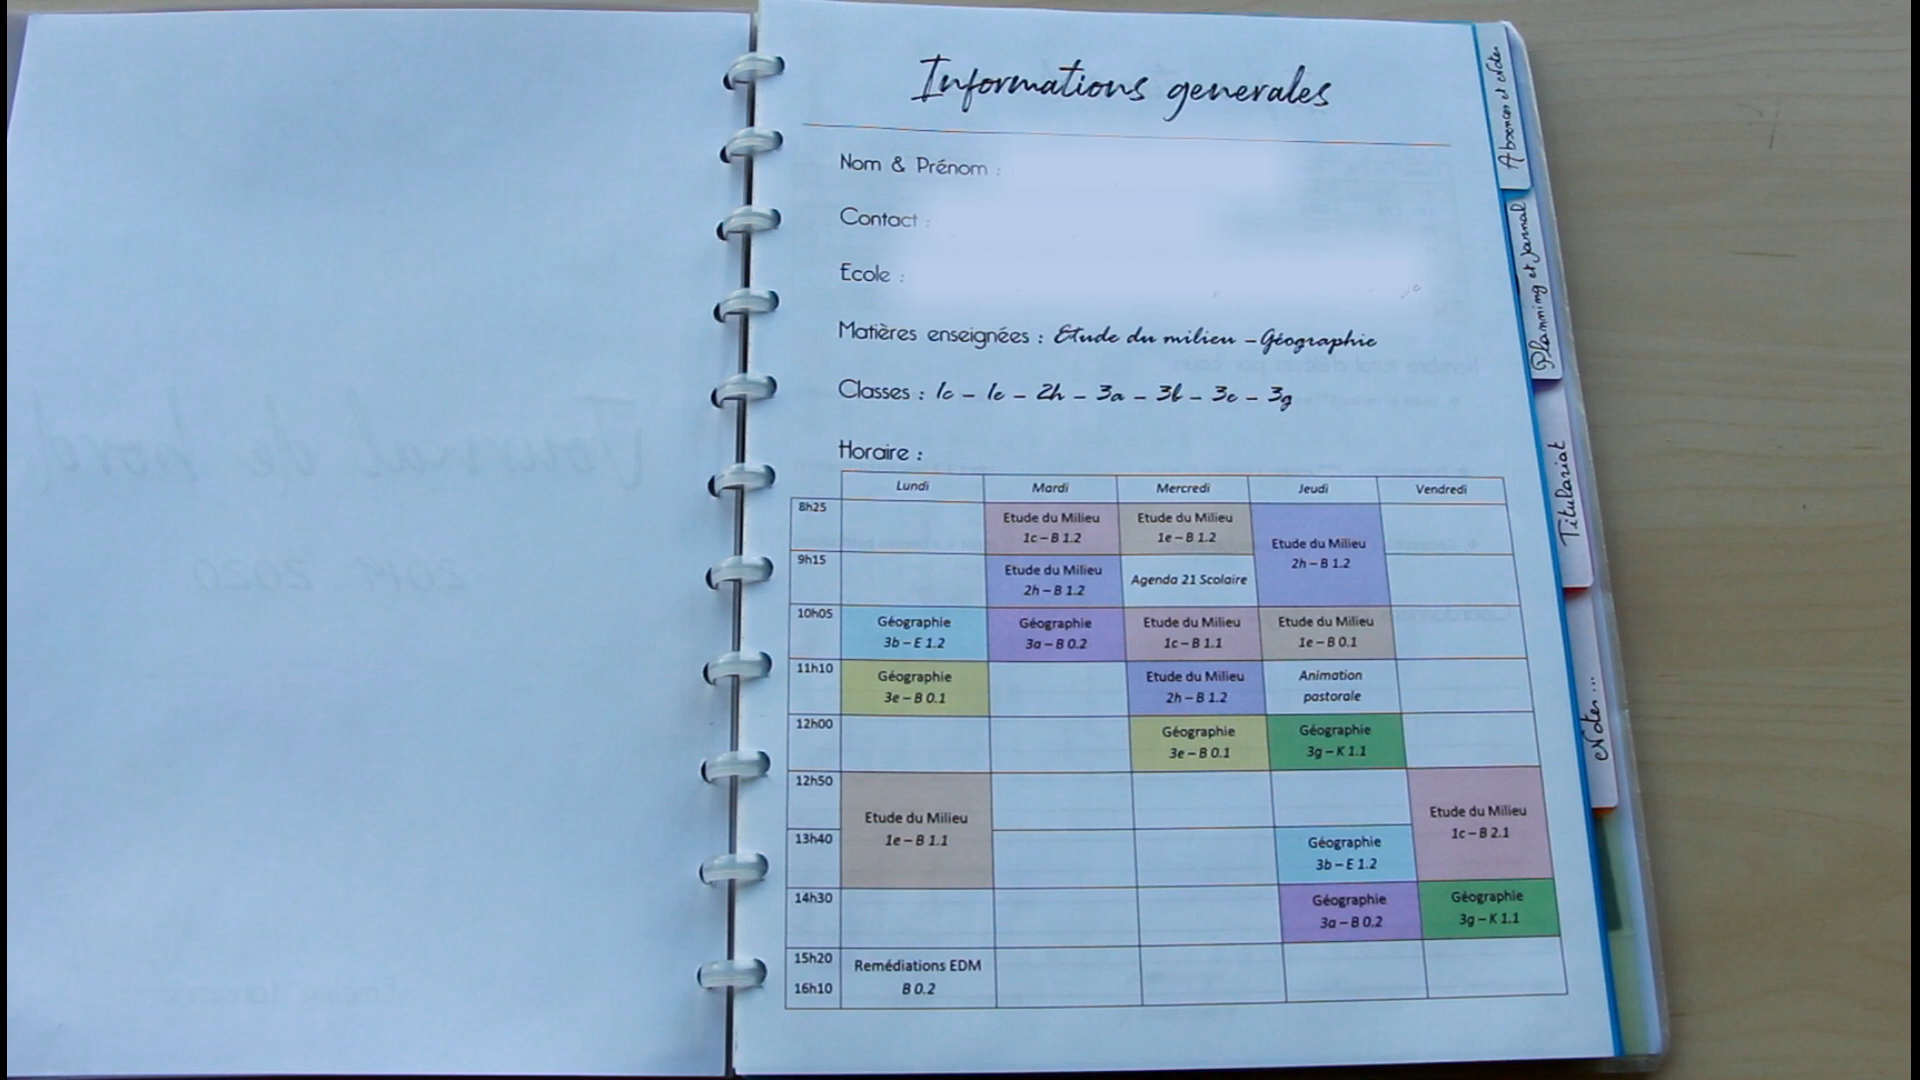 Informations generales
Nom & Prénom :
Contact :
Ecole :
Matières enseignées : Etude du milieu – Géographie
Classes : 1c – 1e – 2h – 3a – 3b – 3e – 3g
Horaire :
Lundi Mardi Mercredi Jeudi Vendredi
8h25
Etude du Milieu
1c – B 1.2
Etude du Milieu
1e – B 1.2
Etude du Milieu
2h – B 1.2
9h15
Etude du Milieu
2h – B 1.2
Agenda 21 Scolaire
10h05
Géographie
3b – E 1.2
Géographie
3a – B 0.2
Etude du Milieu
1c – B 1.1
Etude du Milieu
1e – B 0.1
11h10
Géographie
3e – B 0.1
Etude du Milieu
2h – B 1.2
Animation
pastorale
12h00
Géographie
3e – B 0.1
Géographie
3g – K 1.1
12h50
Etude du Milieu
1e – B 1.1
Etude du Milieu
1c – B 2.1
13h40
Géographie
3b – E 1.2
14h30
Géographie
3a – B 0.2
Géographie
3g – K 1.1
15h20
16h10
Remédiations EDM
B 0.2
Absences et notes
Planning et Journal
Titulariat
Notes ...
Journal de bord